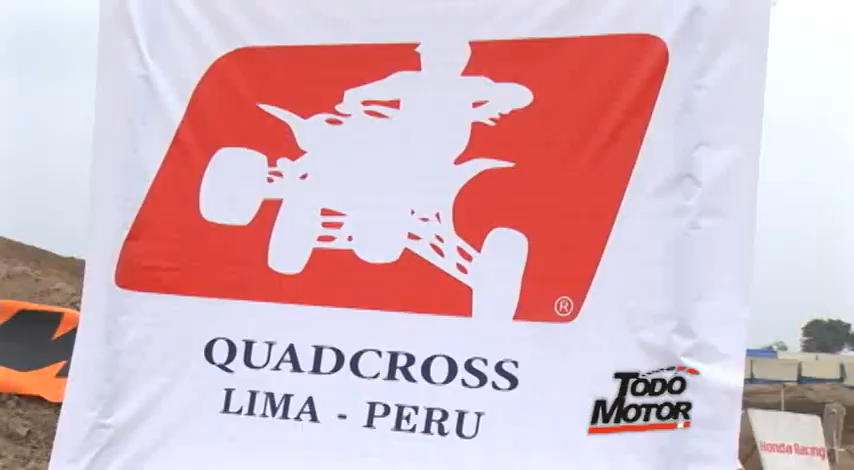 ®
QUADCROSS
LIMA - PERU
TODO
MOTOR
Honda Racing